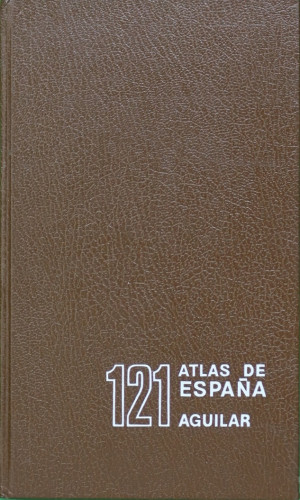 121
ATLAS DE
ESPAÑA
AGUILAR